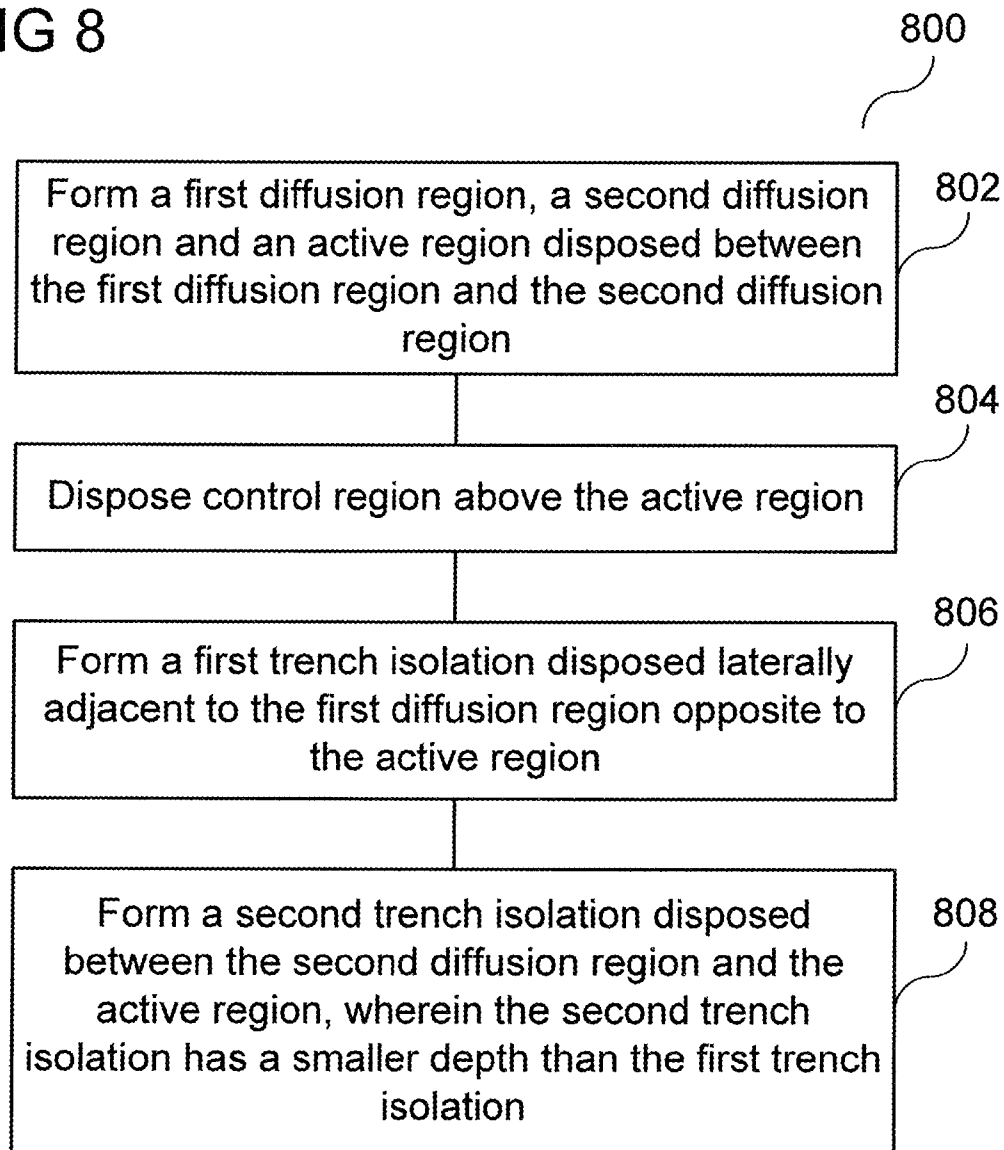 IG 8
800
Form a first diffusion region, a second diffusion
region and an active region disposed between
the first diffusion region and the second diffusion
region
802
Dispose control region above the active region
804
Form a first trench isolation disposed laterally
adjacent to the first diffusion region opposite to
the active region
806
Form a second trench isolation disposed
between the second diffusion region and the
active region, wherein the second trench
isolation has a smaller depth than the first trench
isolation
808